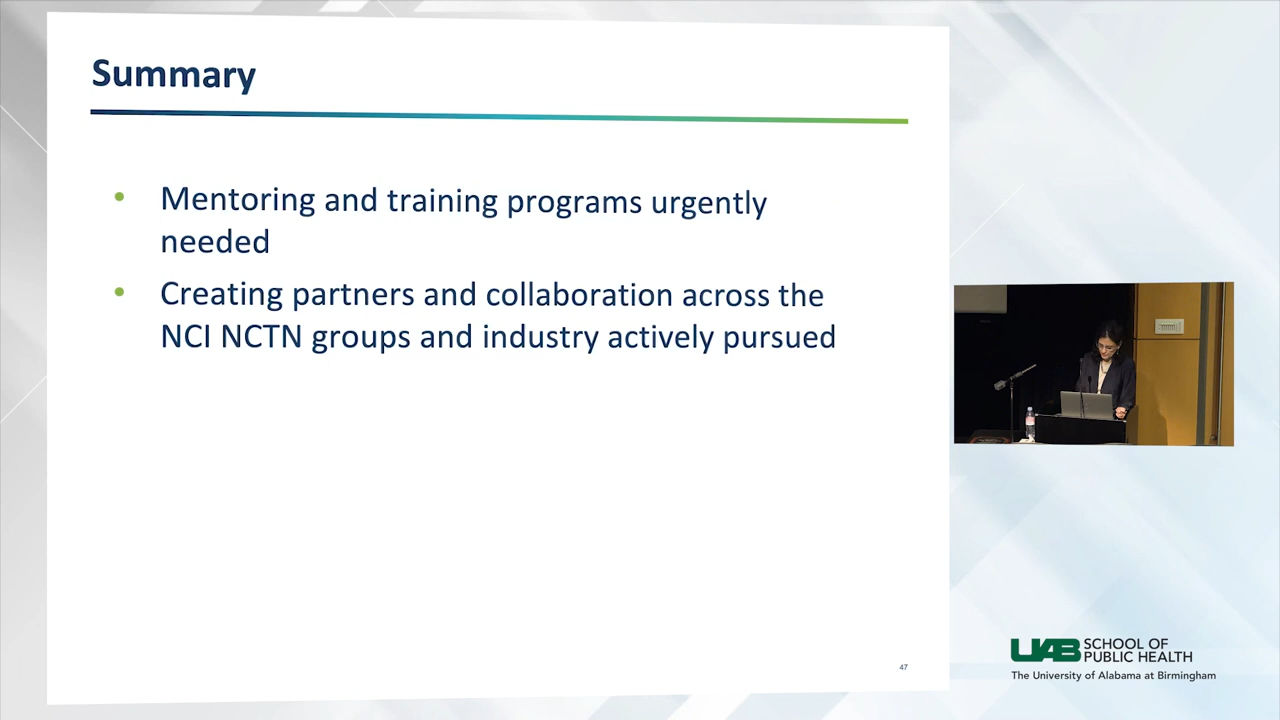 Summary
• Mentoring and training programs urgently
needed
• Creating partners and collaboration across the
NCI NCTN groups and industry actively pursued
47
UAB SCHOOL OF
PUBLIC HEALTH
The University of Alabama at Birmingham